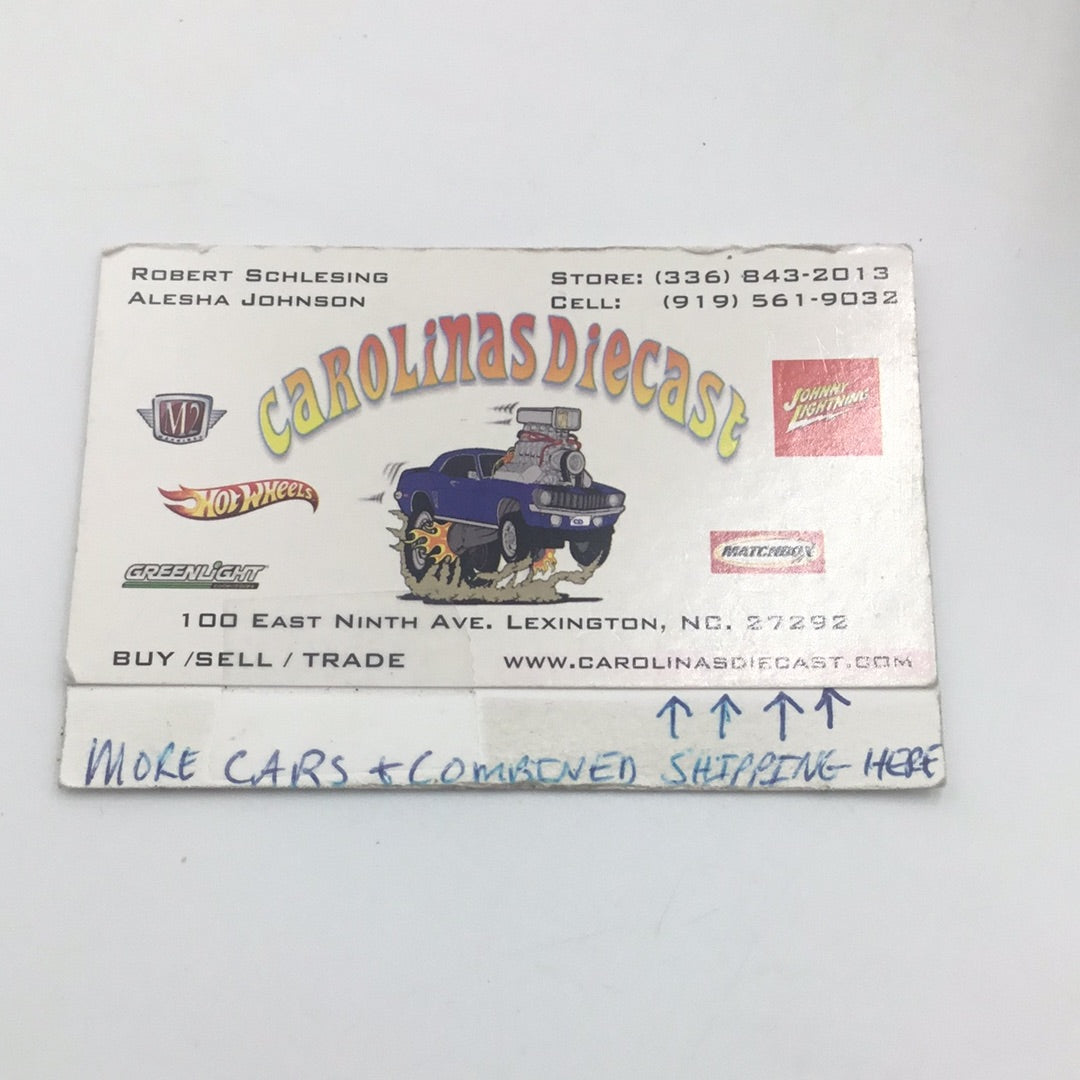 ROBERT SCHLESING
ALESHA JOHNSON
STORE: (336) 843-2013
CELL: (919) 561-9032
CAROLINAS DIECAST
M2
JOHNNY LIGHTNING
HOT WHEELS
MATCHBOX
GREENLIGHT
100 EAST NINTH AVE. LEXINGTON, NC. 27292
BUY /SELL / TRADE
WWW.CAROLINASDIECAST.COM
MORE CARS + COMBINED SHIPPING HERE